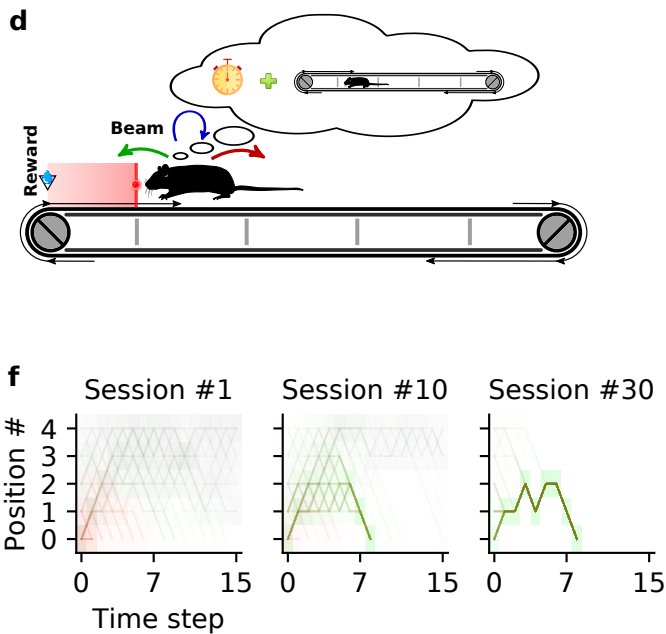 d
Beam
Reward
f
Session #1 Session #10 Session #30
Position #
4
3
2
1
0
0 7 15 0 7 15 0 7 15
Time step